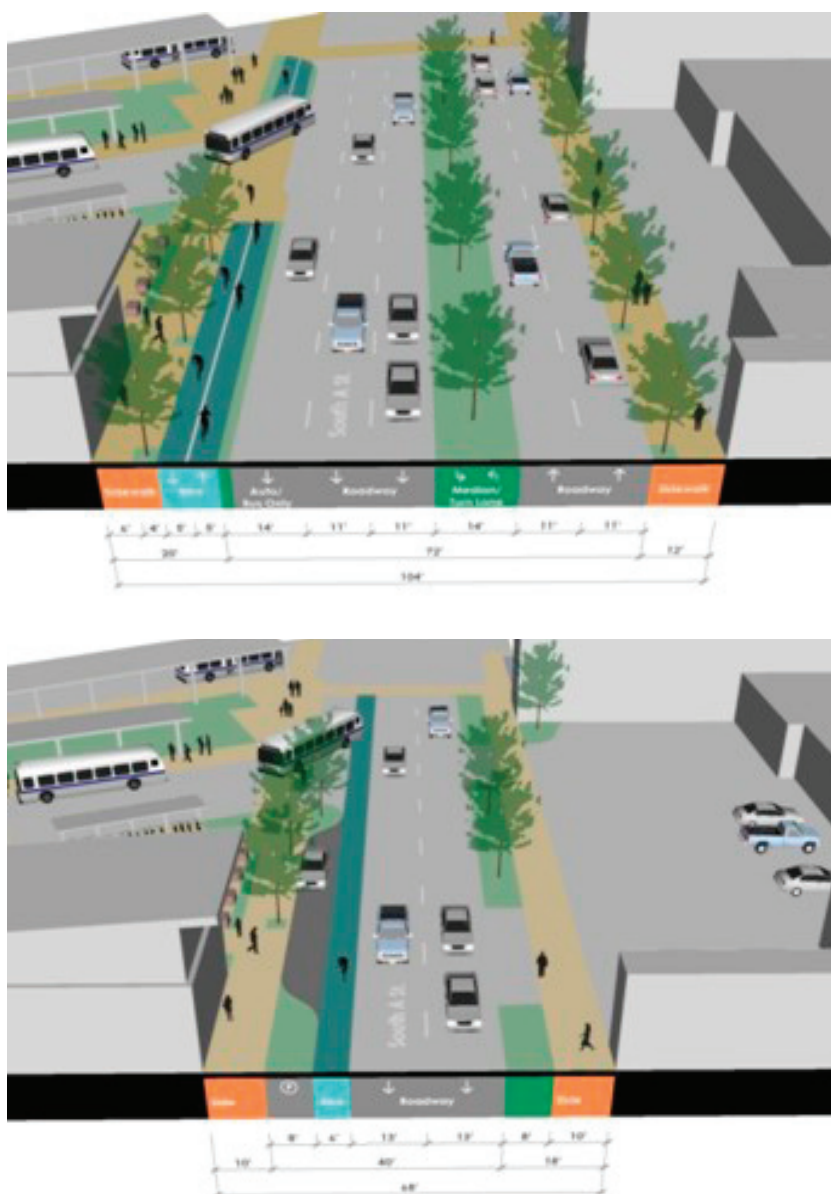 South A St.
Sidewalk Bike Auto/ Roadway Median/ Roadway Sidewalk
Bus Only Turn Lane
6' 4' 5' 5' 14' 11' 11' 14' 11' 11'
20' 72' 12'
104'
South A St.
Side P Bike Roadway Side
8' 6' 13' 13' 8' 10'
10' 40' 18'
68'